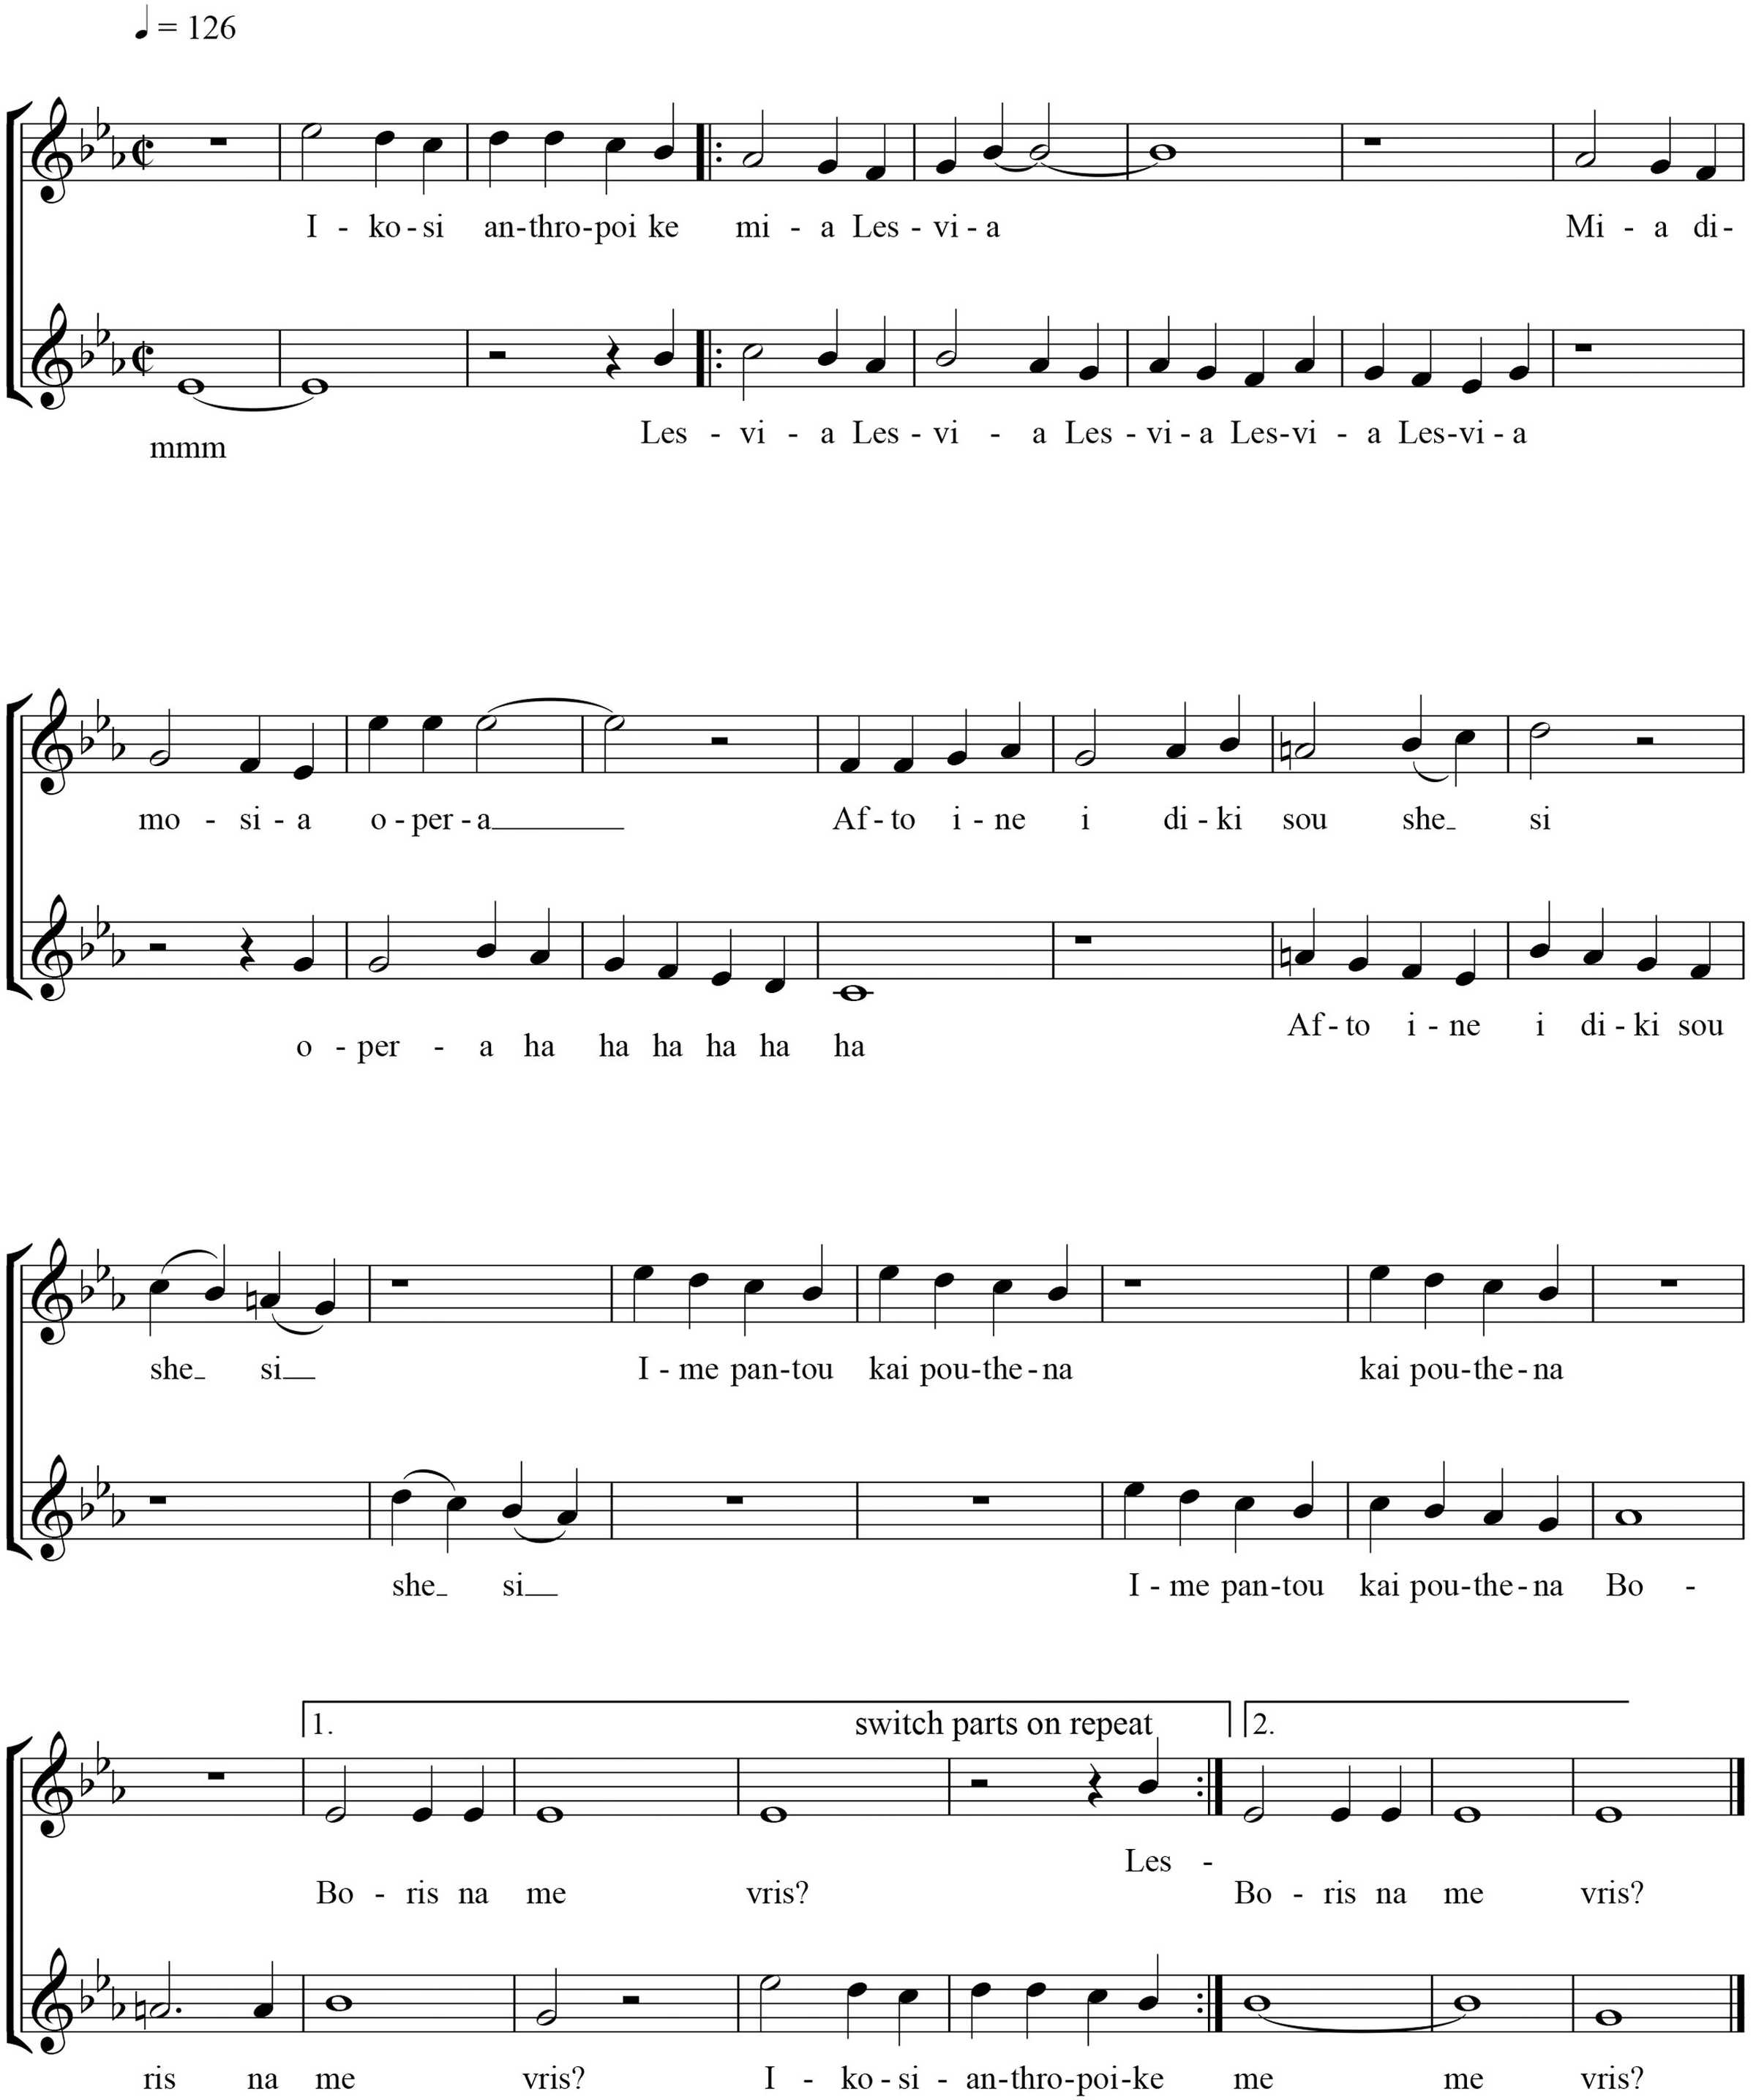 ♩ = 126
I - ko - si an - thro - poi ke mi - a Les - vi - a Mi - a di -
mmm Les - vi - a Les - vi - a Les - vi - a Les - vi - a Les - vi - a
mo - si - a o - per - a Af - to i - ne i di - ki sou she si
o - per - a ha ha ha ha ha ha Af - to i - ne i di - ki sou
she si I - me pan - tou kai pou - the - na kai pou - the - na
she si I - me pan - tou kai pou - the - na Bo -
1. switch parts on repeat 2.
Les -
Bo - ris na me vris? Bo - ris na me vris?
ris na me vris? I - ko - si - an - thro - poi - ke me me vris?